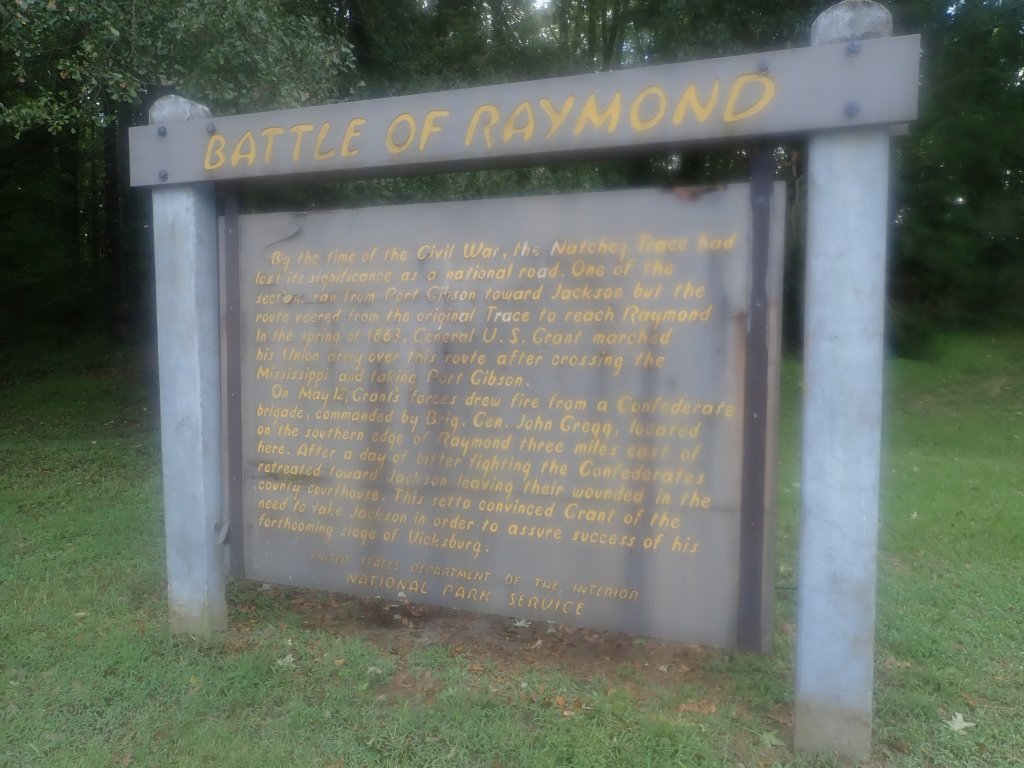 BATTLE OF RAYMOND
By the time of the Civil War, the Natchez Trace had
lost its significance as a national road. One of the
sections ran from Port Gibson toward Jackson but the
route veered from the original Trace to reach Raymond
In the spring of 1863, General U. S. Grant marched
his Union army over this route after crossing the
Mississippi and taking Port Gibson.
On May 12, Grant's forces drew fire from a Confederate
brigade, commanded by Brig. Gen. John Gregg, located
on the southern edge of Raymond three miles east of
here. After a day of bitter fighting the Confederates
retreated toward Jackson leaving their wounded in the
county courthouse. This setto convinced Grant of the
need to take Jackson in order to assure success of his
forthcoming siege of Vicksburg.
UNITED STATES DEPARTMENT OF THE INTERIOR
NATIONAL PARK SERVICE